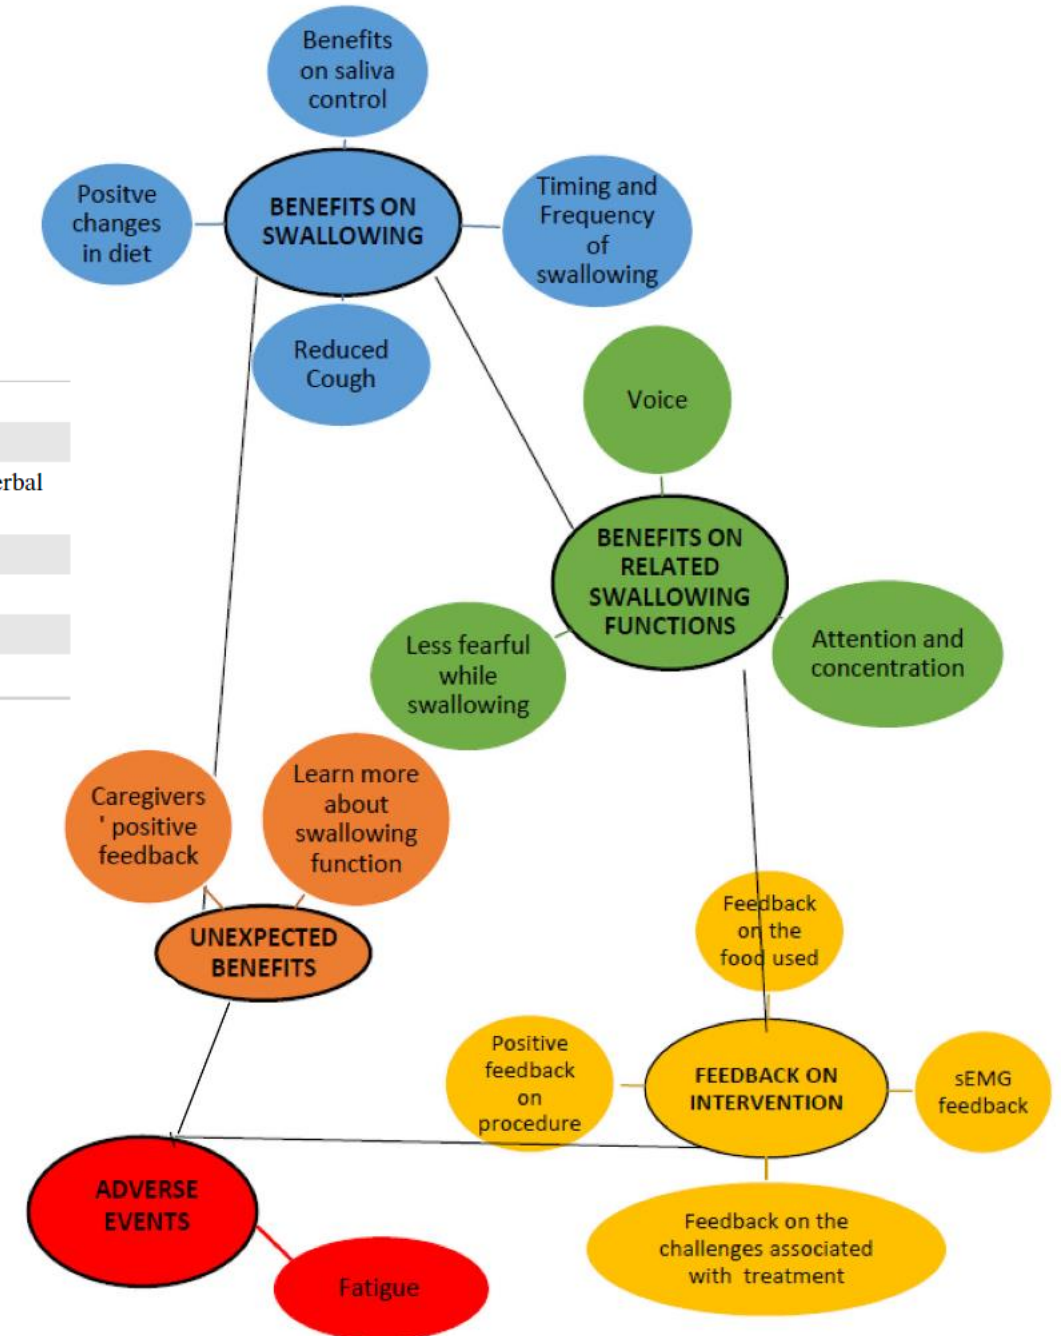 Benefits
on saliva
control
Positve
changes
in diet
BENEFITS ON
SWALLOWING
Timing and
Frequency
of
swallowing
Reduced
Cough
Voice
erbal
BENEFITS ON
RELATED
SWALLOWING
FUNCTIONS
Less fearful
while
swallowing
Attention and
concentration
Caregivers
' positive
feedback
Learn more
about
swallowing
function
UNEXPECTED
BENEFITS
Feedback
on the
food used
Positive
feedback
on
procedure
FEEDBACK ON
INTERVENTION
sEMG
feedback
ADVERSE
EVENTS
Feedback on the
challenges associated
with treatment
Fatigue